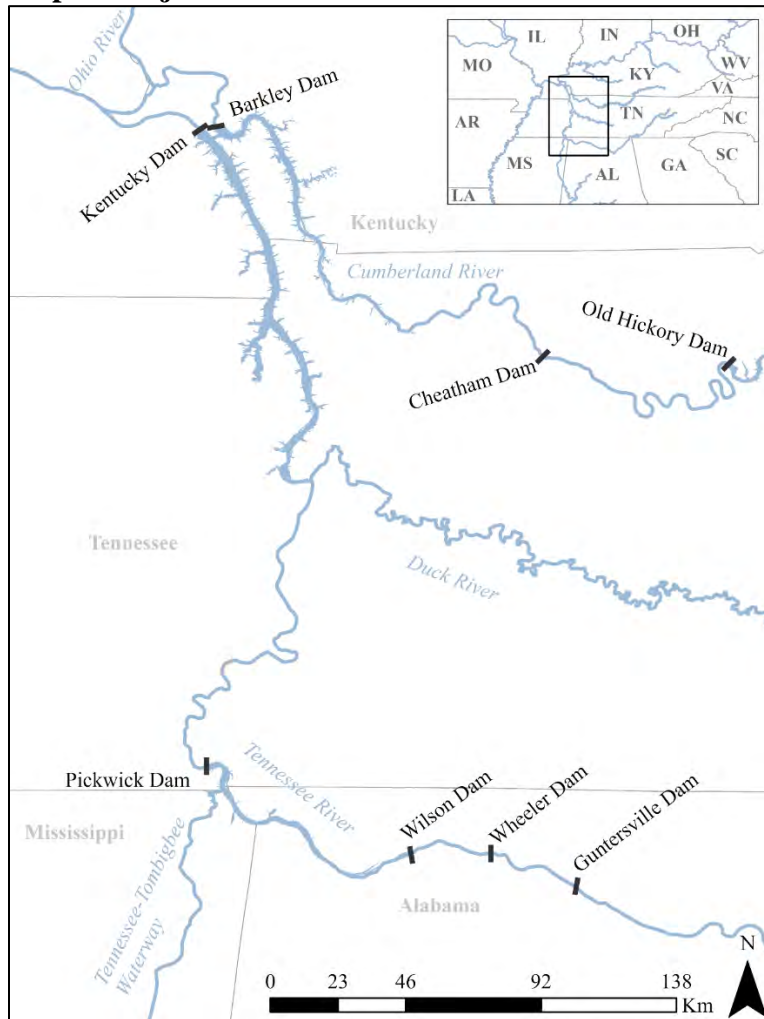 IL
IN
OH
MO
KY
WV
VA
TN
NC
AR
SC
MS
AL
GA
LA
Ohio River
Barkley Dam
Kentucky Dam
Kentucky
Cumberland River
Old Hickory Dam
Cheatham Dam
Tennessee
Duck River
Pickwick Dam
Tennessee River
Mississippi
Wilson Dam
Wheeler Dam
Guntersville Dam
Tennessee-Tombigbee
Waterway
Alabama
N
0 23 46 92 138
Km